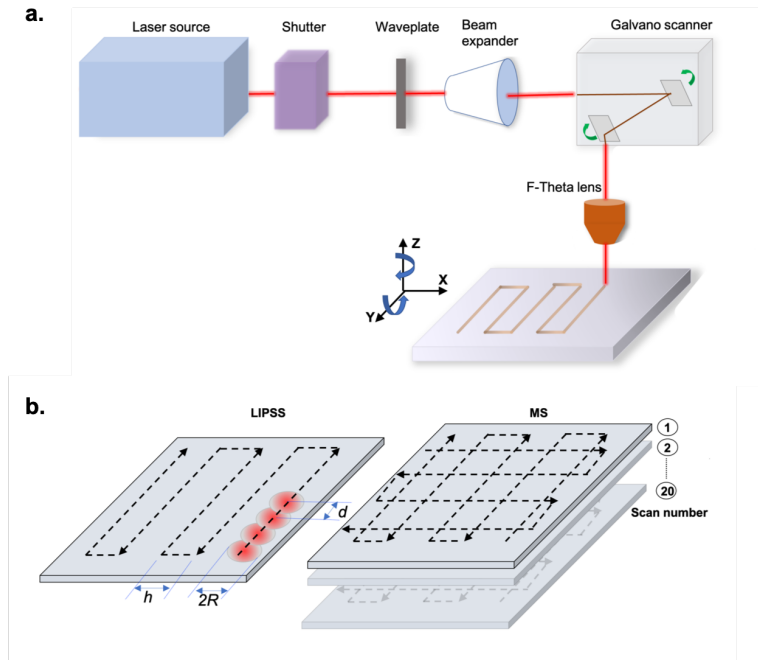 a.
Laser source
Shutter
Waveplate
Beam
expander
Galvano scanner
F-Theta lens
Z
X
Y
b.
LIPSS
MS
1
2
20
Scan number
d
h
2R